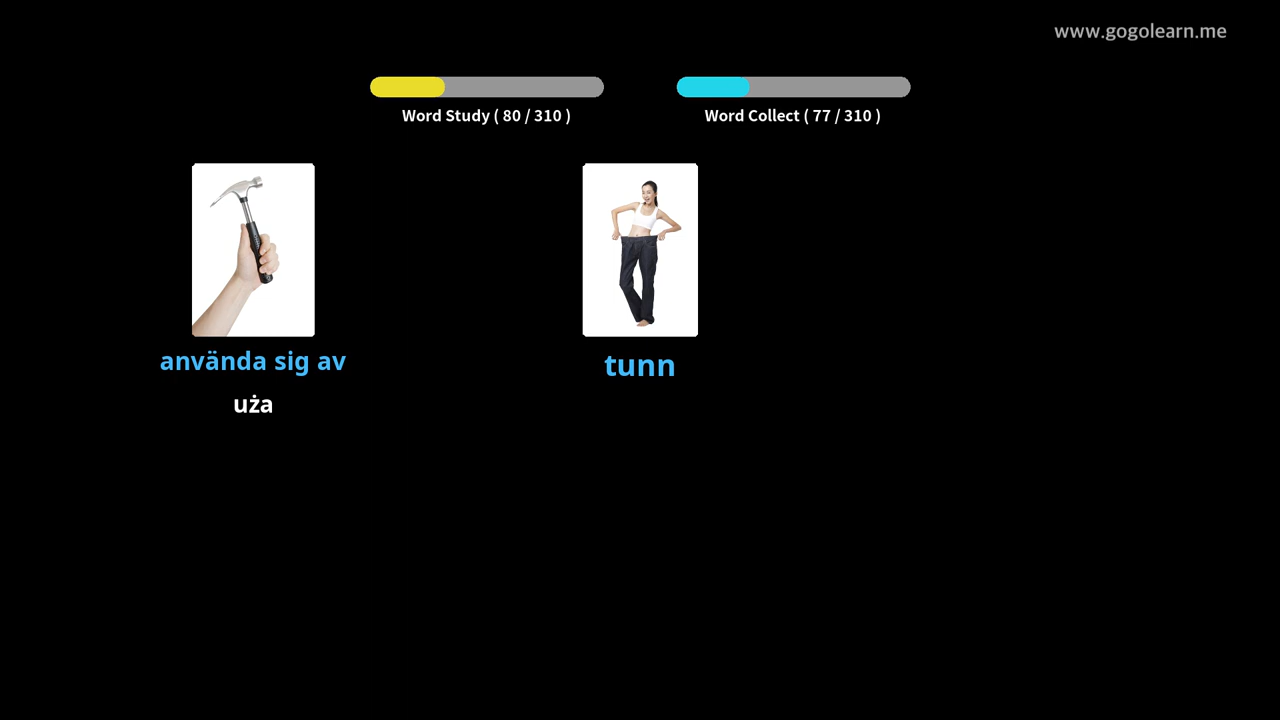 www.gogolearn.me
Word Study ( 80 / 310 )
Word Collect ( 77 / 310 )
använda sig av
uża
tunn